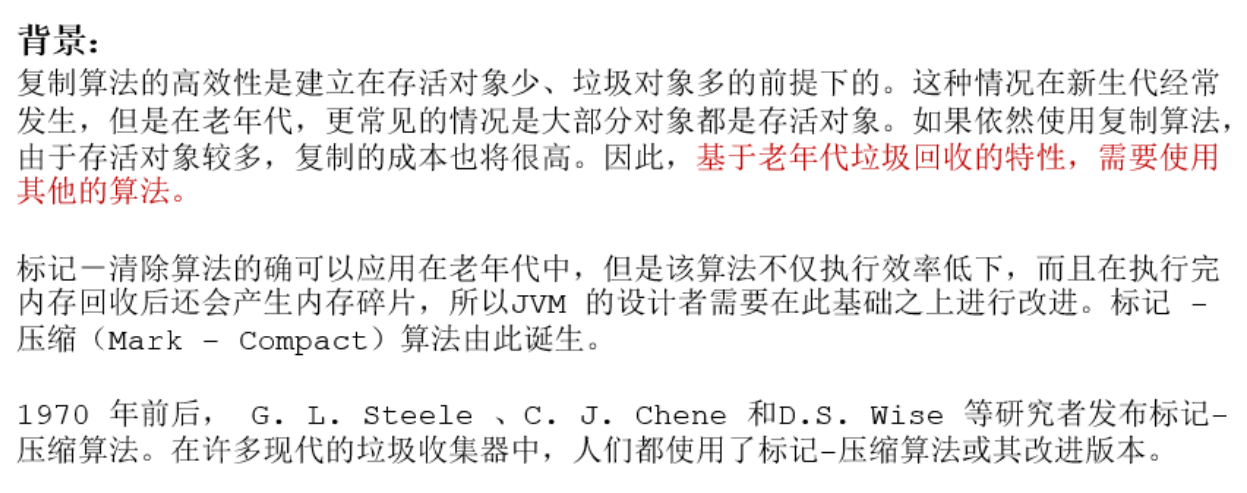 背景：
复制算法的高效性是建立在存活对象少、垃圾对象多的前提下的。这种情况在新生代经常
发生，但是在老年代，更常见的情况是大部分对象都是存活对象。如果依然使用复制算法，
由于存活对象较多，复制的成本也将很高。因此，基于老年代垃圾回收的特性，需要使用
其他的算法。
标记－清除算法的确可以应用在老年代中，但是该算法不仅执行效率低下，而且在执行完
内存回收后还会产生内存碎片，所以JVM 的设计者需要在此基础之上进行改进。标记 -
压缩（Mark - Compact）算法由此诞生。
1970 年前后， G. L. Steele 、C. J. Chene 和D.S. Wise 等研究者发布标记-
压缩算法。在许多现代的垃圾收集器中，人们都使用了标记-压缩算法或其改进版本。